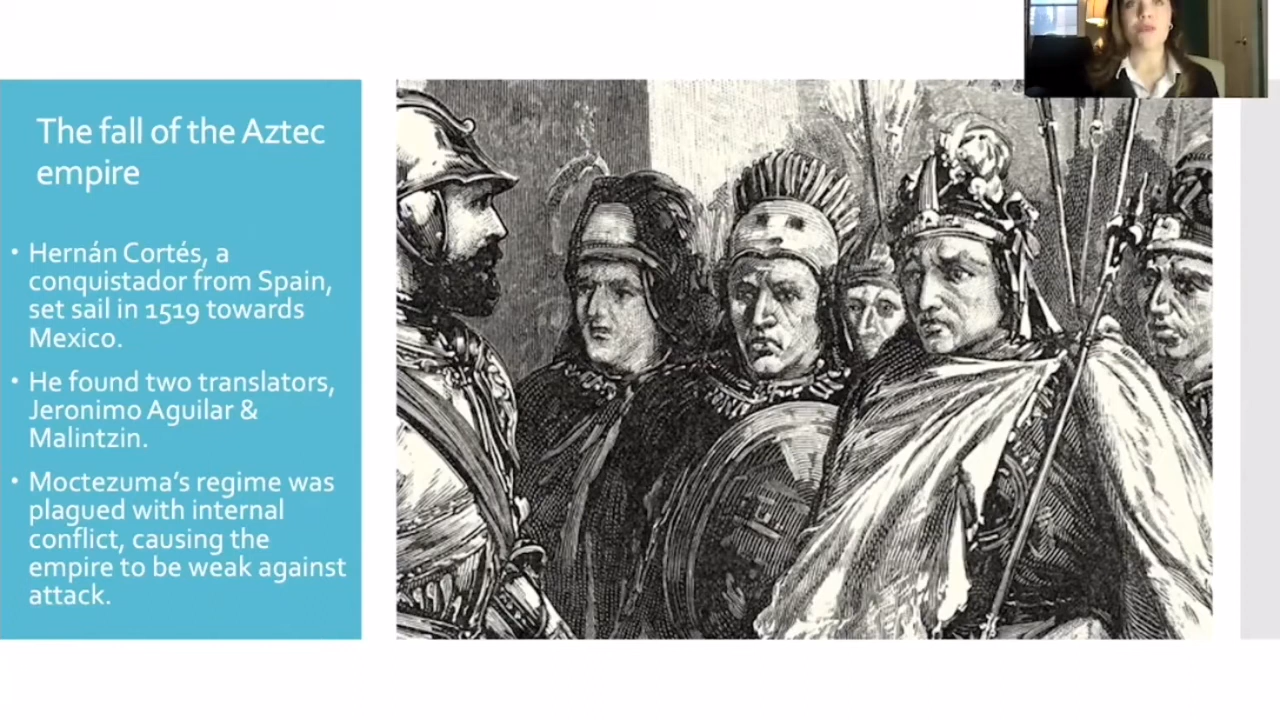 The fall of the Aztec
empire
• Hernán Cortés, a
conquistador from Spain,
set sail in 1519 towards
Mexico.
• He found two translators,
Jeronimo Aguilar &
Malintzin.
• Moctezuma’s regime was
plagued with internal
conflict, causing the
empire to be weak against
attack.